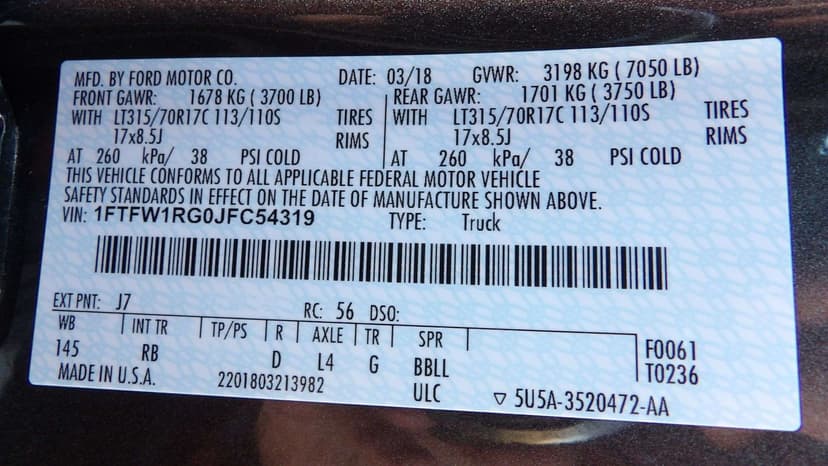 MFD. BY FORD MOTOR CO. DATE: 03/18 GVWR: 3198 KG ( 7050 LB)
FRONT GAWR: 1678 KG ( 3700 LB) REAR GAWR: 1701 KG ( 3750 LB)
WITH LT315/70R17C 113/110S TIRES WITH LT315/70R17C 113/110S TIRES
17x8.5J RIMS 17x8.5J RIMS
AT 260 kPa/ 38 PSI COLD AT 260 kPa/ 38 PSI COLD
THIS VEHICLE CONFORMS TO ALL APPLICABLE FEDERAL MOTOR VEHICLE
SAFETY STANDARDS IN EFFECT ON THE DATE OF MANUFACTURE SHOWN ABOVE.
VIN: 1FTFW1RG0JFC54319 TYPE: Truck
EXT PNT: J7 RC: 56 DSO:
WB INT TR TP/PS R AXLE TR SPR
145 RB D L4 G BBLL F0061
MADE IN U.S.A. 2201803213982 ULC T0236
▽ 5U5A-3520472-AA